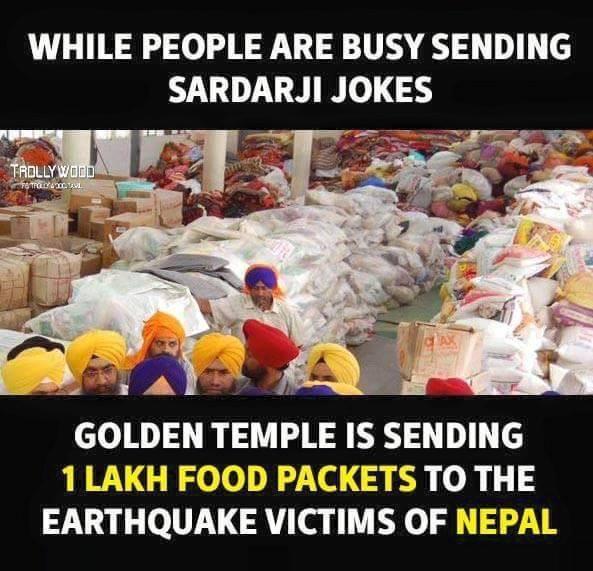 WHILE PEOPLE ARE BUSY SENDING
SARDARJI JOKES
TROLLYWOOD
GOLDEN TEMPLE IS SENDING
1 LAKH FOOD PACKETS TO THE
EARTHQUAKE VICTIMS OF NEPAL